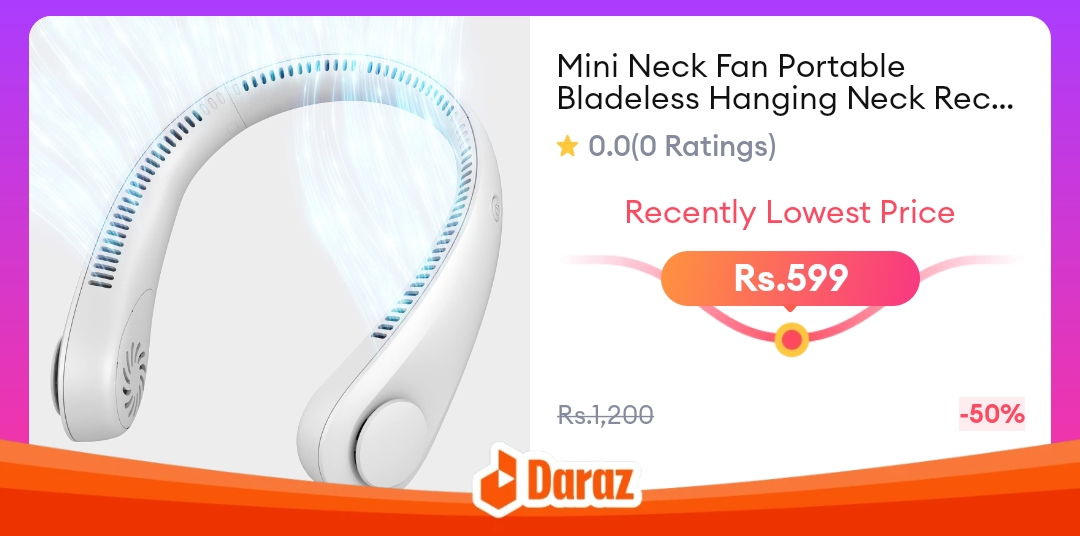 Mini Neck Fan Portable
Bladeless Hanging Neck Rec...
0.0(0 Ratings)
Recently Lowest Price
Rs.599
Rs.1,200
-50%
Daraz